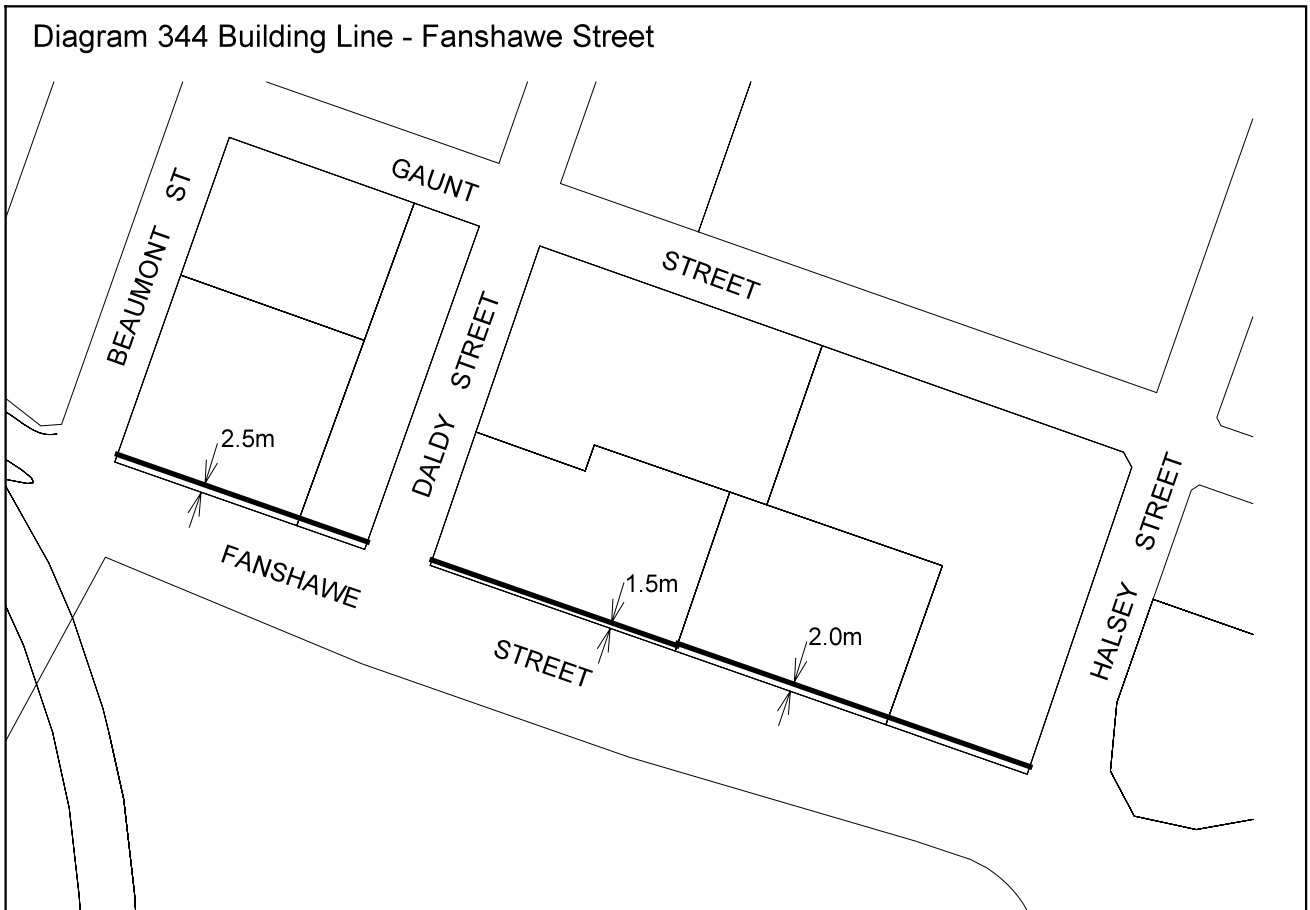 Diagram 344 Building Line - Fanshawe Street
GAUNT
STREET
BEAUMONT ST
DALDY STREET
2.5m
FANSHAWE
STREET
1.5m
2.0m
HALSEY STREET